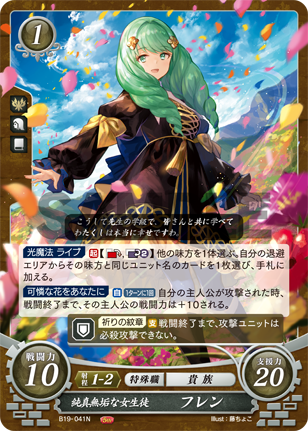 1
こうして先生の学級で、皆さんと共に学べて
わたくしは本当に幸せですわ。
光魔法 ライブ 起 他の味方を1体選ぶ。自分の退避
エリアからその味方と同じユニット名のカードを1枚選び、手札に
加える。
可憐な花をあなたに 自 1ターンに1回 自分の主人公が攻撃された時、
戦闘終了まで、その主人公の戦闘力は+10される。
祈りの紋章 支 戦闘終了まで、攻撃ユニットは
必殺攻撃できない。
戦闘力
10
射程 1-2
特殊職
貴族
支援力
20
純真無垢な女生徒 フレン
B19-041N
Illust:藤ちょこ